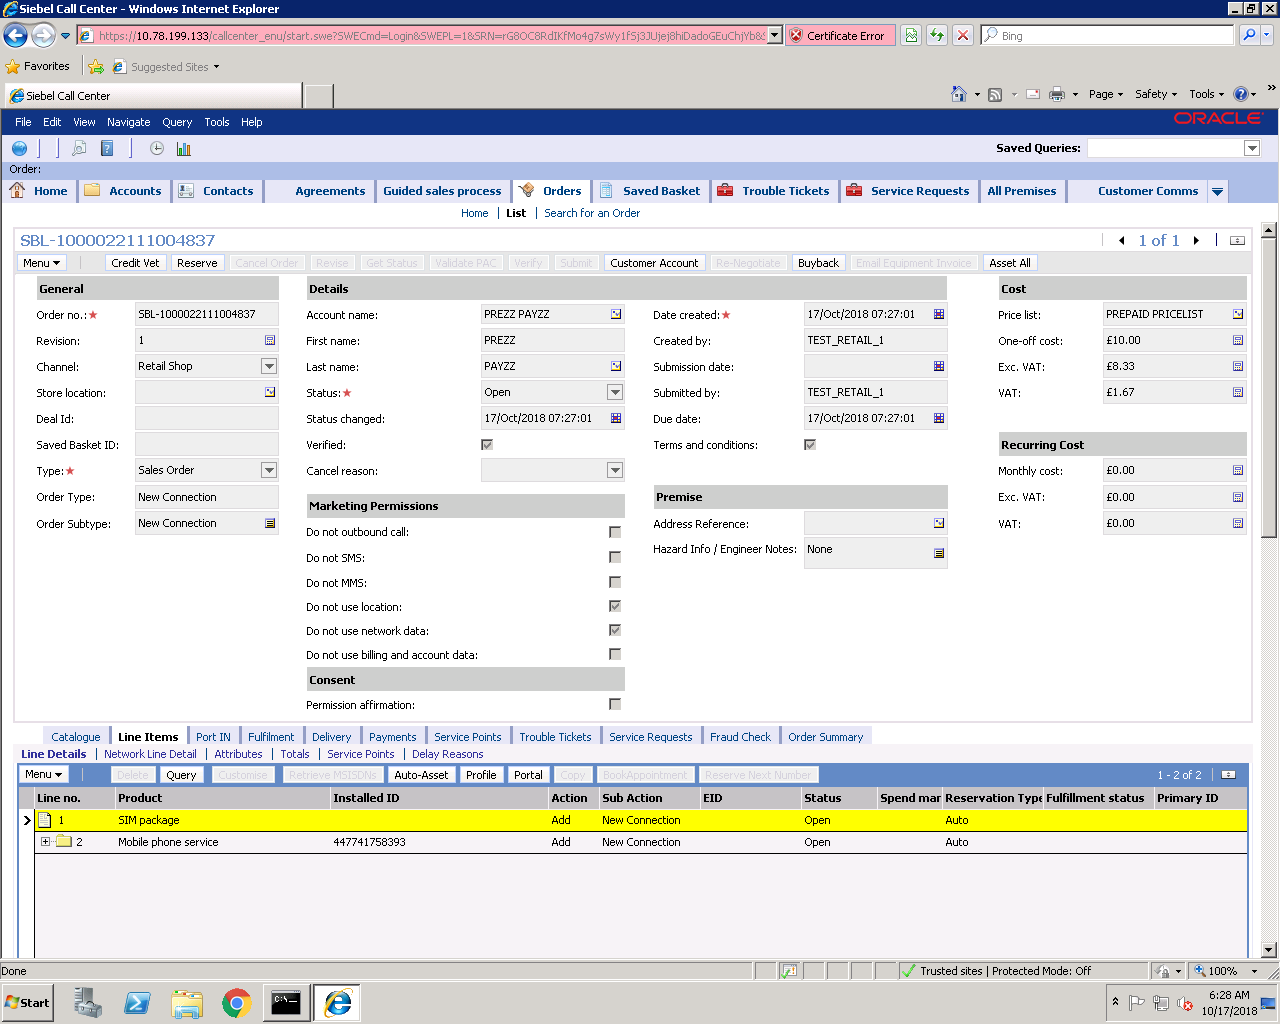 Siebel Call Center - Windows Internet Explorer
https://10.78.199.133/callcenter_enu/start.swe?SWECmd=Login&SWEPL=1&SRN= Certificate Error Bing
Favorites Suggested Sites
Siebel Call Center Page Safety Tools
File Edit View Navigate Query Tools Help ORACLE
Saved Queries:
Order:
Home Accounts Contacts Agreements Guided sales process Orders Saved Basket Trouble Tickets Service Requests All Premises Customer Comms
Home List Search for an Order
SBL-1000022111004837 1 of 1
Menu Credit Vet Reserve Cancel Order Revise Get Status Validate PAC Verify Submit Customer Account Re-Negotiate Buyback Email Equipment Invoice Asset All
General Details Cost
Order no.: SBL-1000022111004837 Account name: PREZZ PAYZZ Date created: 17/Oct/2018 07:27:01 Price list: PREPAID PRICELIST
Revision: 1 First name: PREZZ Created by: TEST_RETAIL_1 One-off cost: £10.00
Channel: Retail Shop Last name: PAYZZ Submission date: Exc. VAT: £8.33
Store location: Status: Open Submitted by: TEST_RETAIL_1 VAT: £1.67
Deal Id: Status changed: 17/Oct/2018 07:27:01 Due date: 17/Oct/2018 07:27:01
Saved Basket ID: Verified: Terms and conditions: Recurring Cost
Type: Sales Order Cancel reason: Monthly cost: £0.00
Order Type: New Connection Marketing Permissions Premise Exc. VAT: £0.00
Order Subtype: New Connection Do not outbound call: Address Reference: VAT: £0.00
Do not SMS: Hazard Info / Engineer Notes: None
Do not MMS:
Do not use location:
Do not use network data:
Do not use billing and account data:
Consent
Permission affirmation:
Catalogue Line Items Port IN Fulfilment Delivery Payments Service Points Trouble Tickets Service Requests Fraud Check Order Summary
Line Details Network Line Detail Attributes Totals Service Points Delay Reasons
Menu Delete Query Customise Retrieve MSISDNs Auto-Asset Profile Portal Copy BookAppointment Reserve Next Number 1 - 2 of 2
Line no. Product Installed ID Action Sub Action EID Status Spend mar Reservation Type Fulfillment status Primary ID
1 SIM package Add New Connection Open Auto
2 Mobile phone service 447741758393 Add New Connection Open Auto
Done Trusted sites | Protected Mode: Off 100%
Start C:\ 6:28 AM
10/17/2018